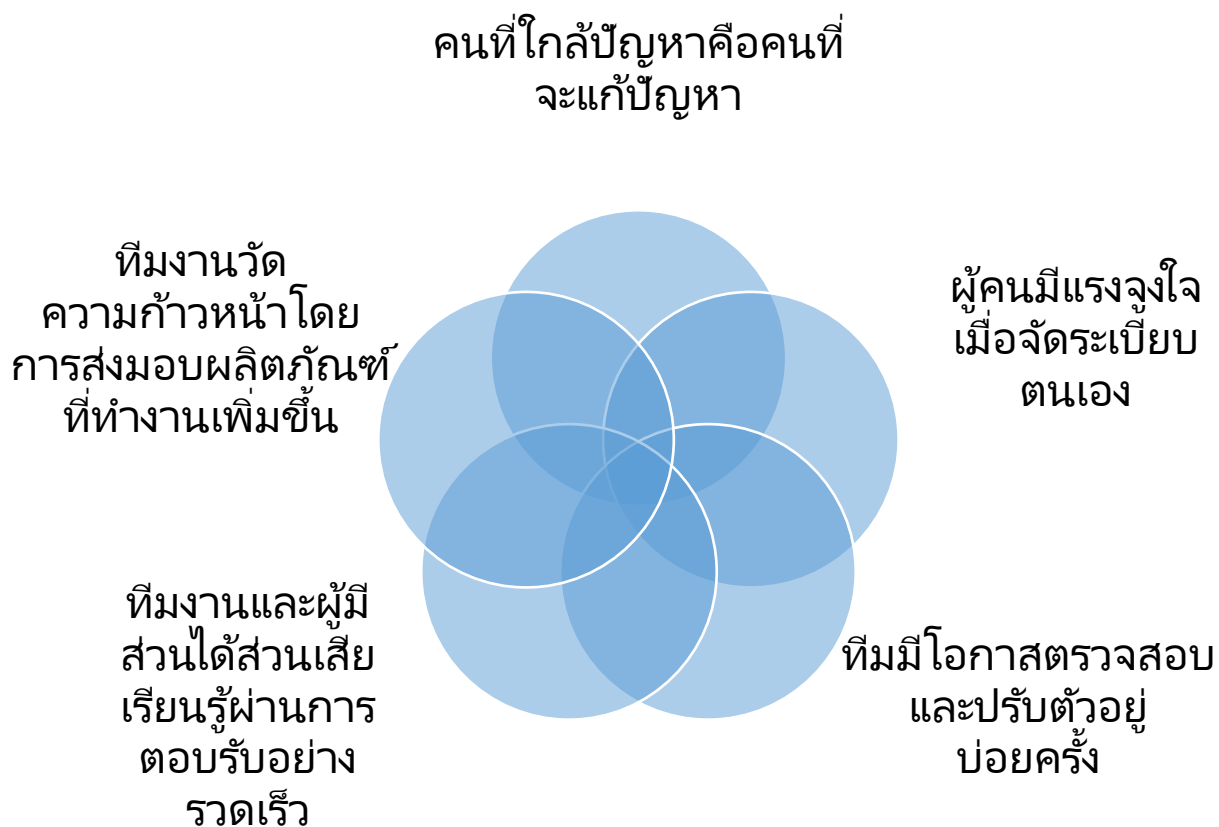 คนที่ใกล้ปัญหาคือคนที่
จะแก้ปัญหา
ผู้คนมีแรงจูงใจ
เมื่อจัดระเบียบ
ตนเอง
ทีมมีโอกาสตรวจสอบ
และปรับตัวอยู่
บ่อยครั้ง
ทีมงานและผู้มี
ส่วนได้ส่วนเสีย
เรียนรู้ผ่านการ
ตอบรับอย่าง
รวดเร็ว
ทีมงานวัด
ความก้าวหน้าโดย
การส่งมอบผลิตภัณฑ์
ที่ทำงานเพิ่มขึ้น